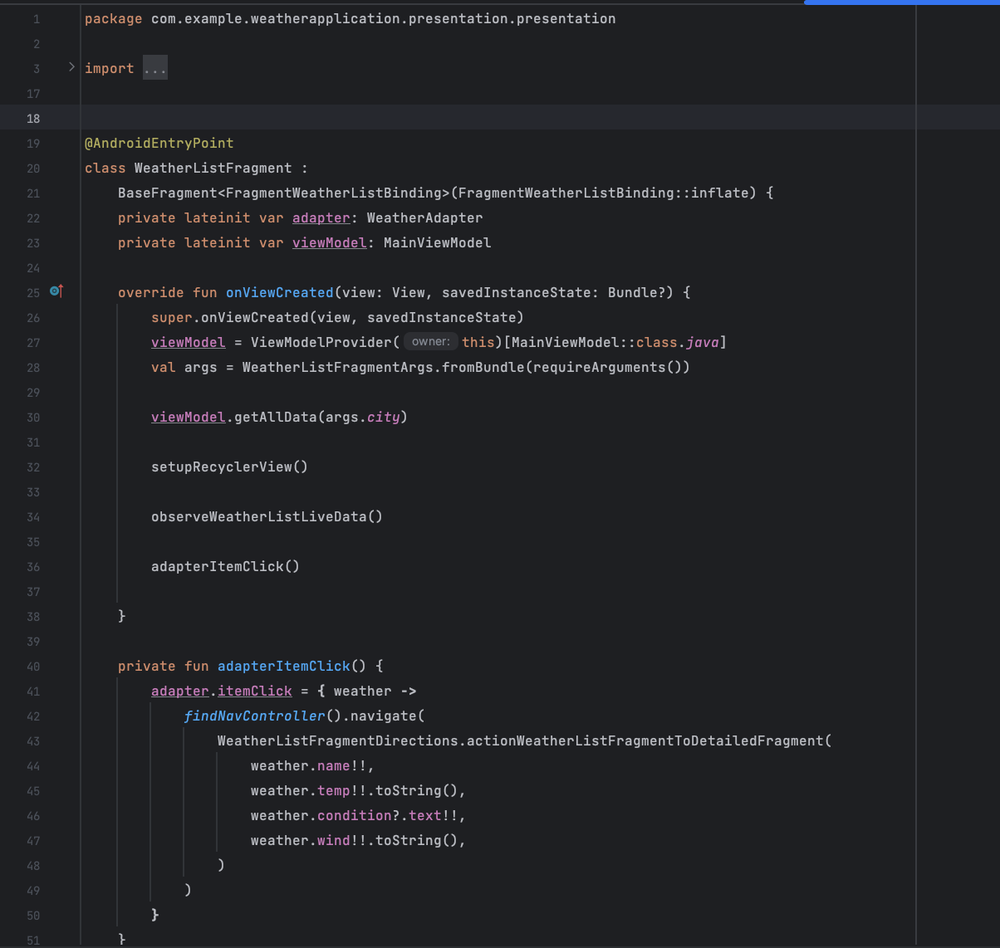 1 package com.example.weatherapplication.presentation.presentation
2
3 import ...
17
18
19 @AndroidEntryPoint
20 class WeatherListFragment :
21     BaseFragment<FragmentWeatherListBinding>(FragmentWeatherListBinding::inflate) {
22     private lateinit var adapter: WeatherAdapter
23     private lateinit var viewModel: MainViewModel
24
25     override fun onViewCreated(view: View, savedInstanceState: Bundle?) {
26         super.onViewCreated(view, savedInstanceState)
27         viewModel = ViewModelProvider( owner: this)[MainViewModel::class.java]
28         val args = WeatherListFragmentArgs.fromBundle(requireArguments())
29
30         viewModel.getAllData(args.city)
31
32         setupRecyclerView()
33
34         observeWeatherListLiveData()
35
36         adapterItemClick()
37
38     }
39
40     private fun adapterItemClick() {
41         adapter.itemClick = { weather ->
42             findNavController().navigate(
43                 WeatherListFragmentDirections.actionWeatherListFragmentToDetailedFragment(
44                     weather.name!!,
45                     weather.temp!!.toString(),
46                     weather.condition?.text!!,
47                     weather.wind!!.toString(),
48                 )
49             )
50         }
51     }